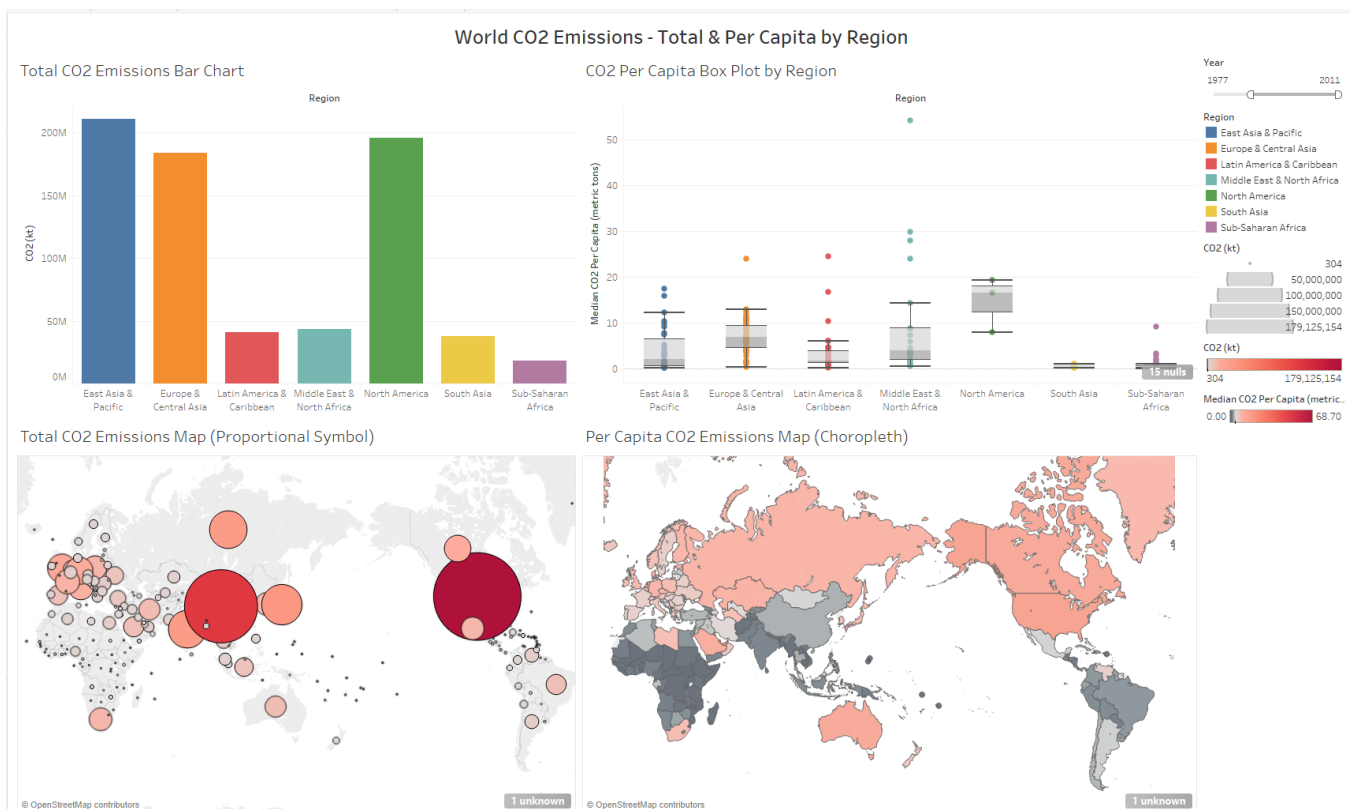 World CO2 Emissions - Total & Per Capita by Region
Total CO2 Emissions Bar Chart
Region
CO2 (kt)
200M
150M
100M
50M
0M
East Asia &
Pacific
Europe &
Central Asia
Latin America &
Caribbean
Middle East &
North Africa
North America
South Asia
Sub-Saharan
Africa
CO2 Per Capita Box Plot by Region
Region
Median CO2 Per Capita (metric tons)
50
40
30
20
10
0
15 nulls
East Asia &
Pacific
Europe & Central
Asia
Latin America &
Caribbean
Middle East &
North Africa
North America
South Asia
Sub-Saharan
Africa
Year
1977 2011
Region
East Asia & Pacific
Europe & Central Asia
Latin America & Caribbean
Middle East & North Africa
North America
South Asia
Sub-Saharan Africa
CO2 (kt)
304
50,000,000
100,000,000
150,000,000
179,125,154
CO2 (kt)
304 179,125,154
Median CO2 Per Capita (metric..
0.00 68.70
Total CO2 Emissions Map (Proportional Symbol)
© OpenStreetMap contributors
1 unknown
Per Capita CO2 Emissions Map (Choropleth)
© OpenStreetMap contributors
1 unknown